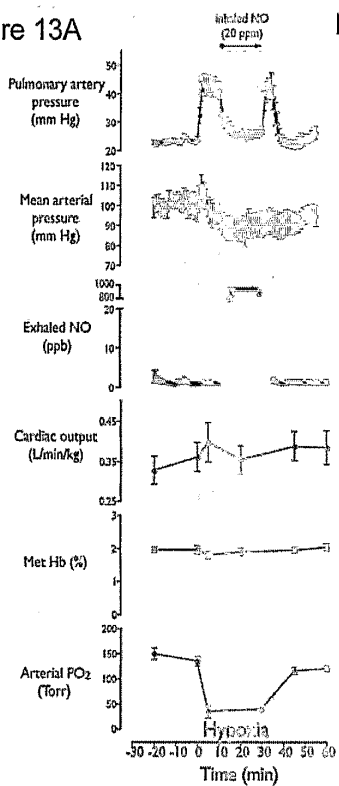 re 13A
Inhaled NO
(20 ppm)
Pulmonary artery
pressure
(mm Hg)
50
40
30
20
Mean arterial
pressure
(mm Hg)
125
120
110
100
90
80
70
Exhaled NO
(ppb)
1000
800
20
10
0
Cardiac output
(L/min/kg)
0.45
0.35
0.25
Met Hb (%)
3
2
1
0
Arterial PO2
(Torr)
200
150
100
50
0
Hypoxia
-30 -20 -10 0 10 20 30 40 50 60
Time (min)